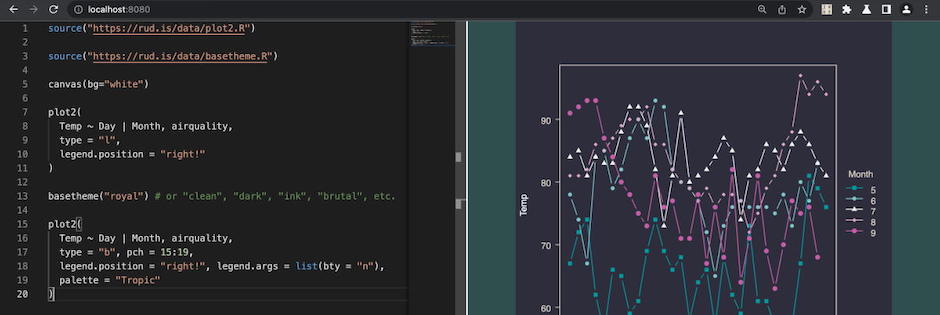 localhost:8080
1 source("https://rud.is/data/plot2.R")
2
3 source("https://rud.is/data/basetheme.R")
4
5 canvas(bg="white")
6
7 plot2(
8 Temp ~ Day | Month, airquality,
9 type = "l",
10 legend.position = "right!"
11 )
12
13 basetheme("royal") # or "clean", "dark", "ink", "brutal", etc.
14
15 plot2(
16 Temp ~ Day | Month, airquality,
17 type = "b", pch = 15:19,
18 legend.position = "right!", legend.args = list(bty = "n"),
19 palette = "Tropic"
20 )
90
80
70
60
Temp
Month
5
6
7
8
9